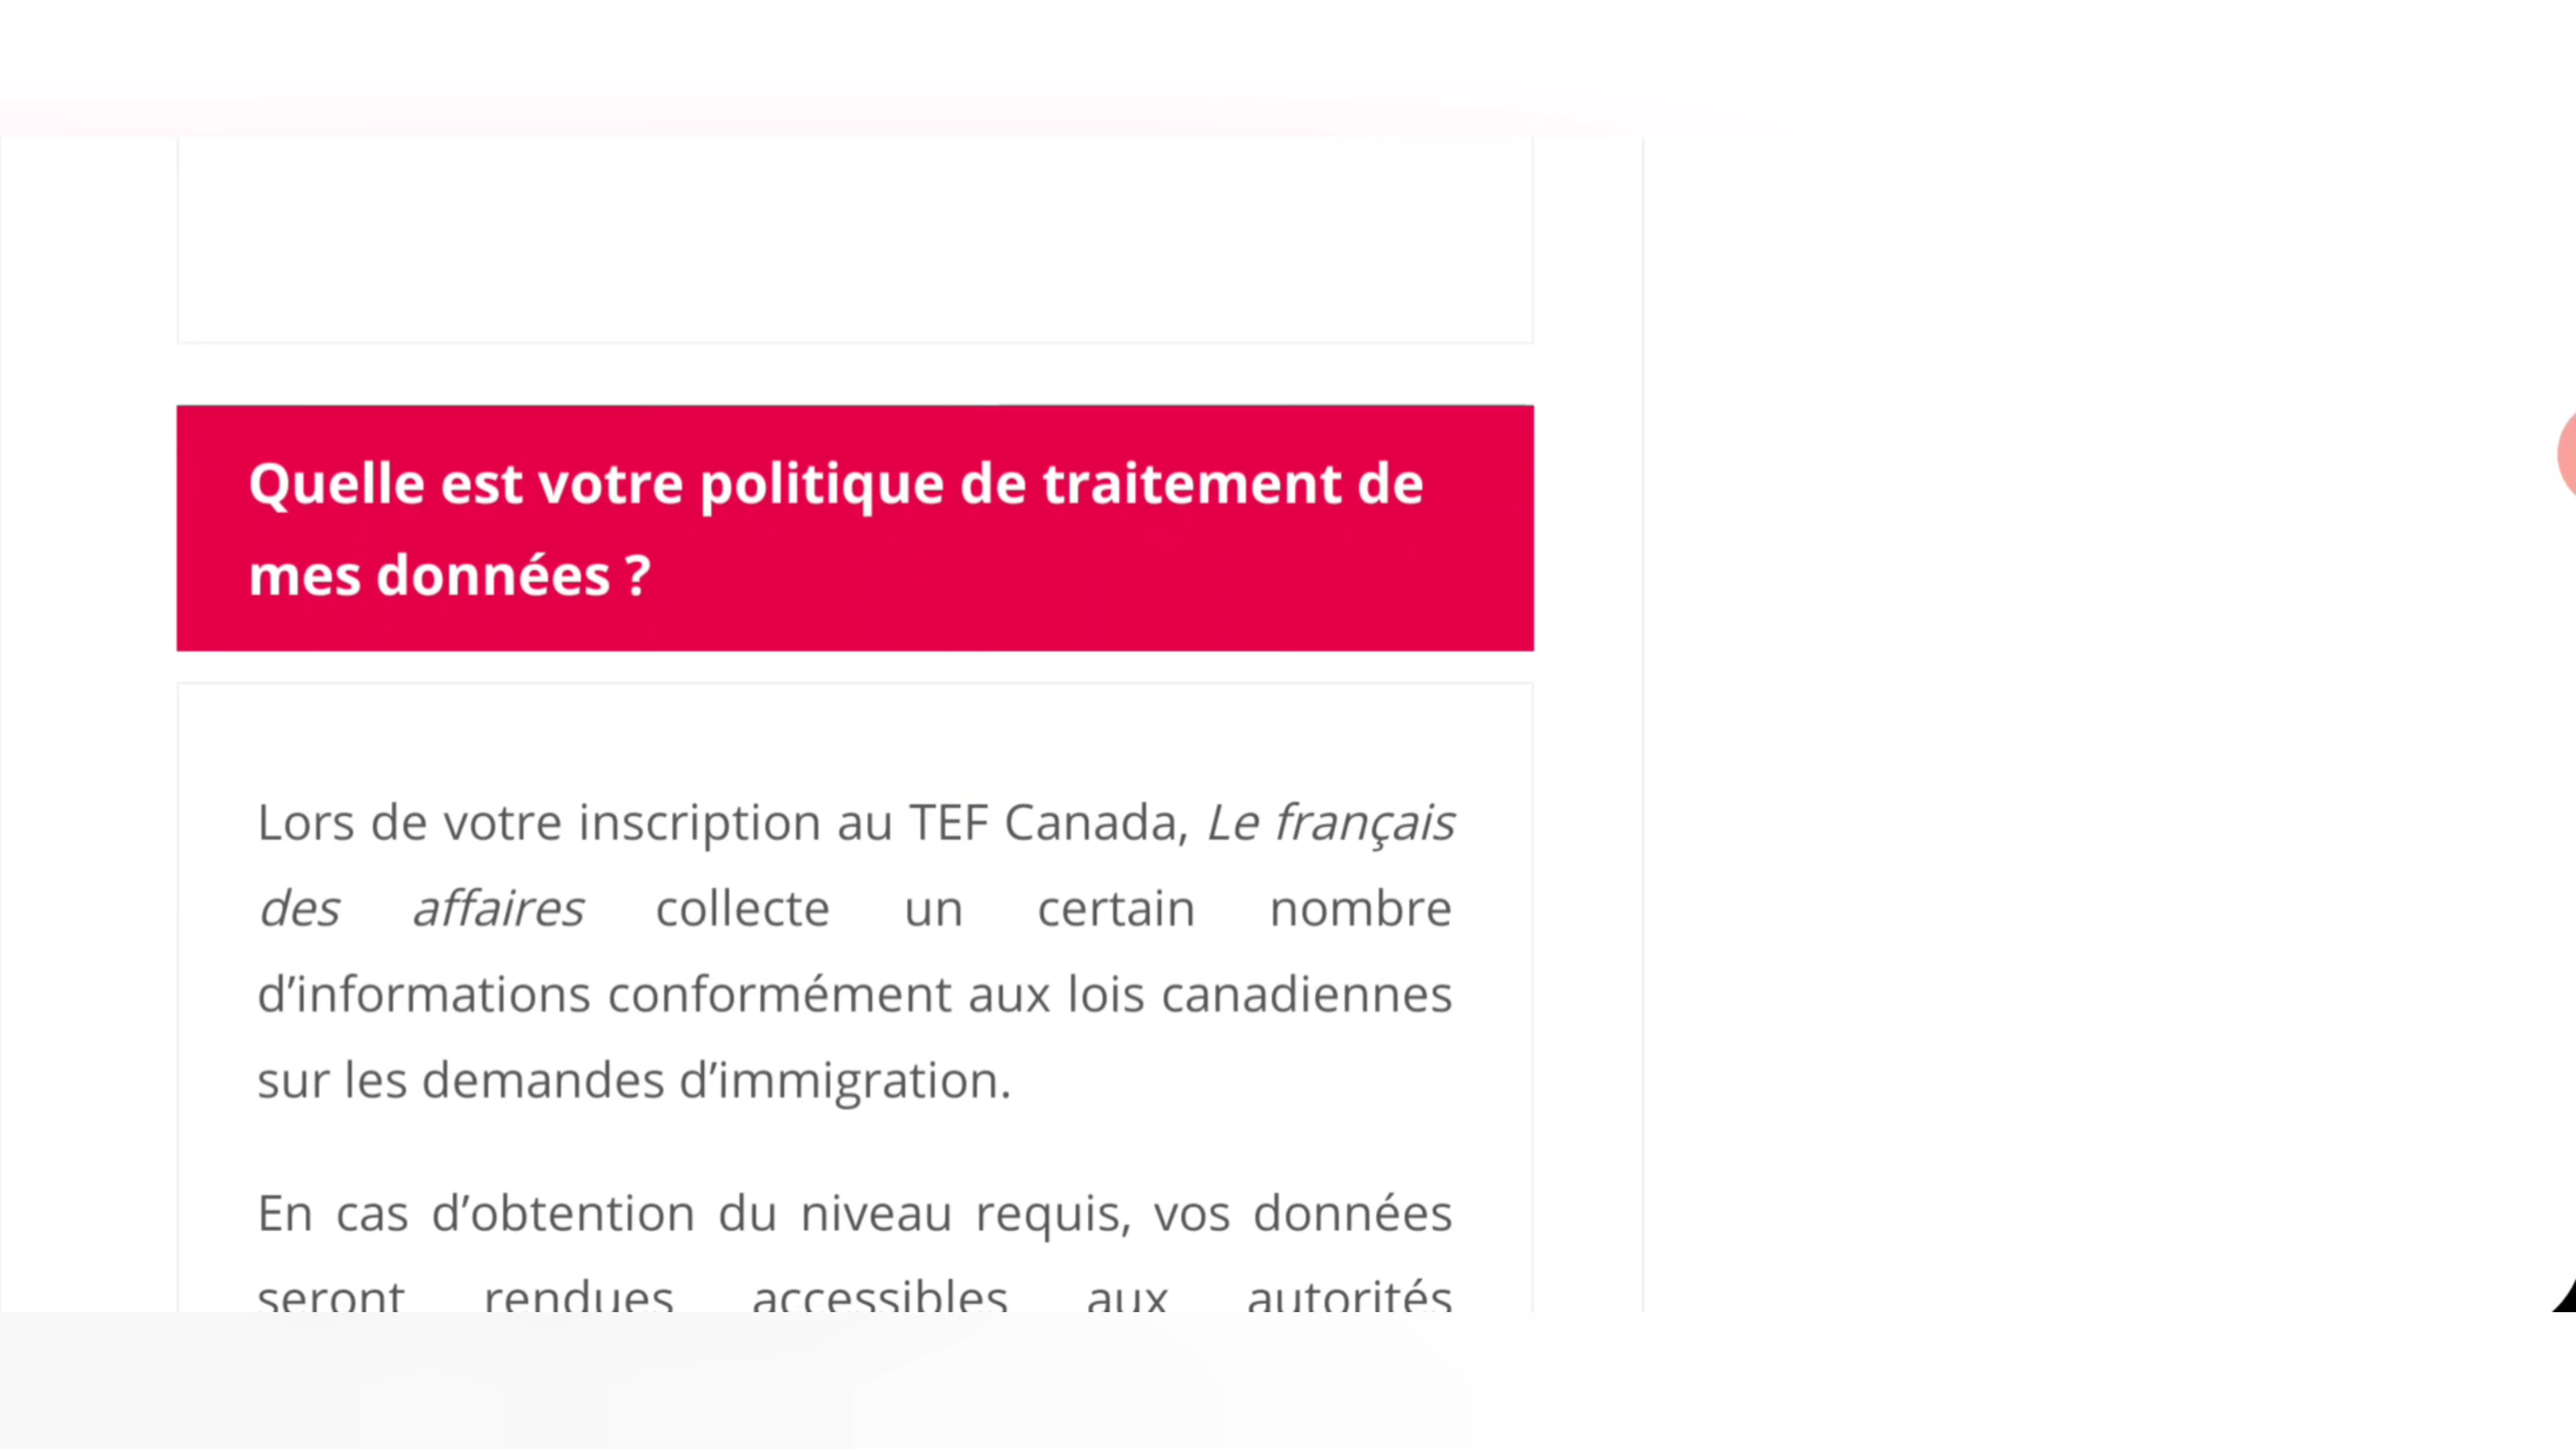 Quelle est votre politique de traitement de
mes données ?
Lors de votre inscription au TEF Canada, Le français
des affaires collecte un certain nombre
d’informations conformément aux lois canadiennes
sur les demandes d’immigration.
En cas d’obtention du niveau requis, vos données
seront rendues accessibles aux autorités